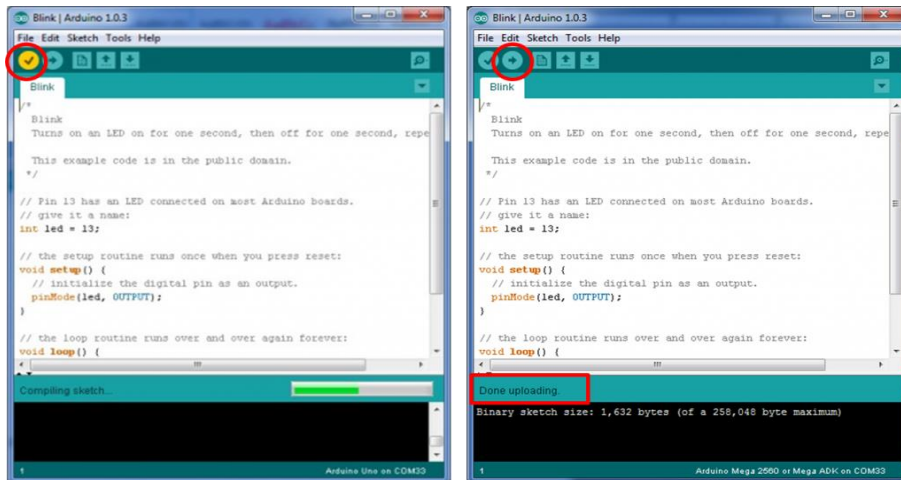 Blink | Arduino 1.0.3
File Edit Sketch Tools Help
Blink
/*
Blink
Turns on an LED on for one second, then off for one second, repe
This example code is in the public domain.
*/
// Pin 13 has an LED connected on most Arduino boards.
// give it a name:
int led = 13;
// the setup routine runs once when you press reset:
void setup() {
// initialize the digital pin as an output.
pinMode(led, OUTPUT);
}
// the loop routine runs over and over again forever:
void loop() {
Compiling sketch...
1
Arduino Uno on COM33
Blink | Arduino 1.0.3
File Edit Sketch Tools Help
Blink
/*
Blink
Turns on an LED on for one second, then off for one second, repe
This example code is in the public domain.
*/
// Pin 13 has an LED connected on most Arduino boards.
// give it a name:
int led = 13;
// the setup routine runs once when you press reset:
void setup() {
// initialize the digital pin as an output.
pinMode(led, OUTPUT);
}
// the loop routine runs over and over again forever:
void loop() {
Done uploading.
Binary sketch size: 1,632 bytes (of a 258,048 byte maximum)
1
Arduino Mega 2560 or Mega ADK on COM33